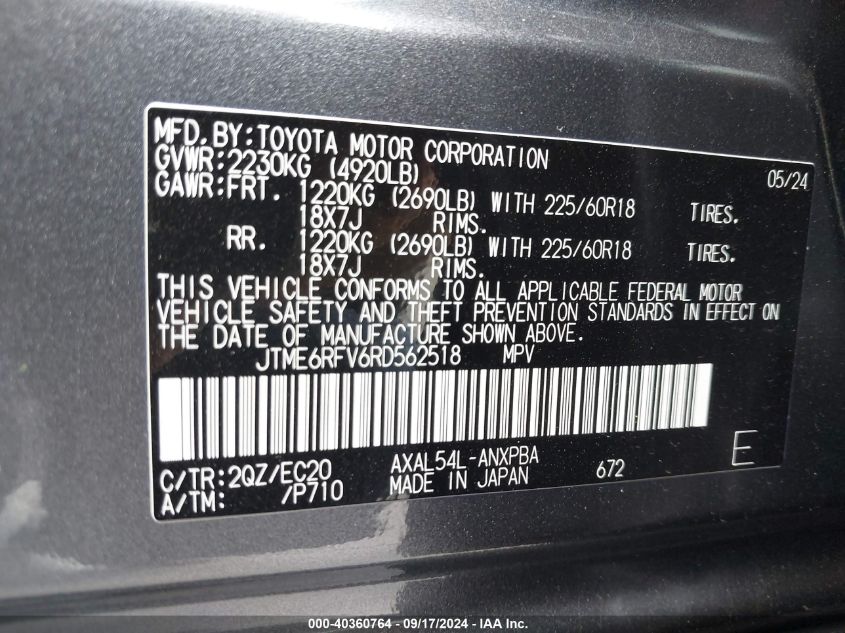 MFD.BY:TOYOTA MOTOR CORPORATION 05/24
GVWR:2230KG (4920LB)
GAWR:FRT. 1220KG (2690LB) WITH 225/60R18 TIRES.
18X7J RIMS.
RR. 1220KG (2690LB) WITH 225/60R18 TIRES.
18X7J RIMS.
THIS VEHICLE CONFORMS TO ALL APPLICABLE FEDERAL MOTOR
VEHICLE SAFETY AND THEFT PREVENTION STANDARDS IN EFFECT ON
THE DATE OF MANUFACTURE SHOWN ABOVE.
JTME6RFV6RD562518 MPV
C/TR:2QZ/EC20 AXAL54L-ANXPBA 672 E
A/TM: /P710 MADE IN JAPAN
000-40360764 - 09/17/2024 - IAA Inc.